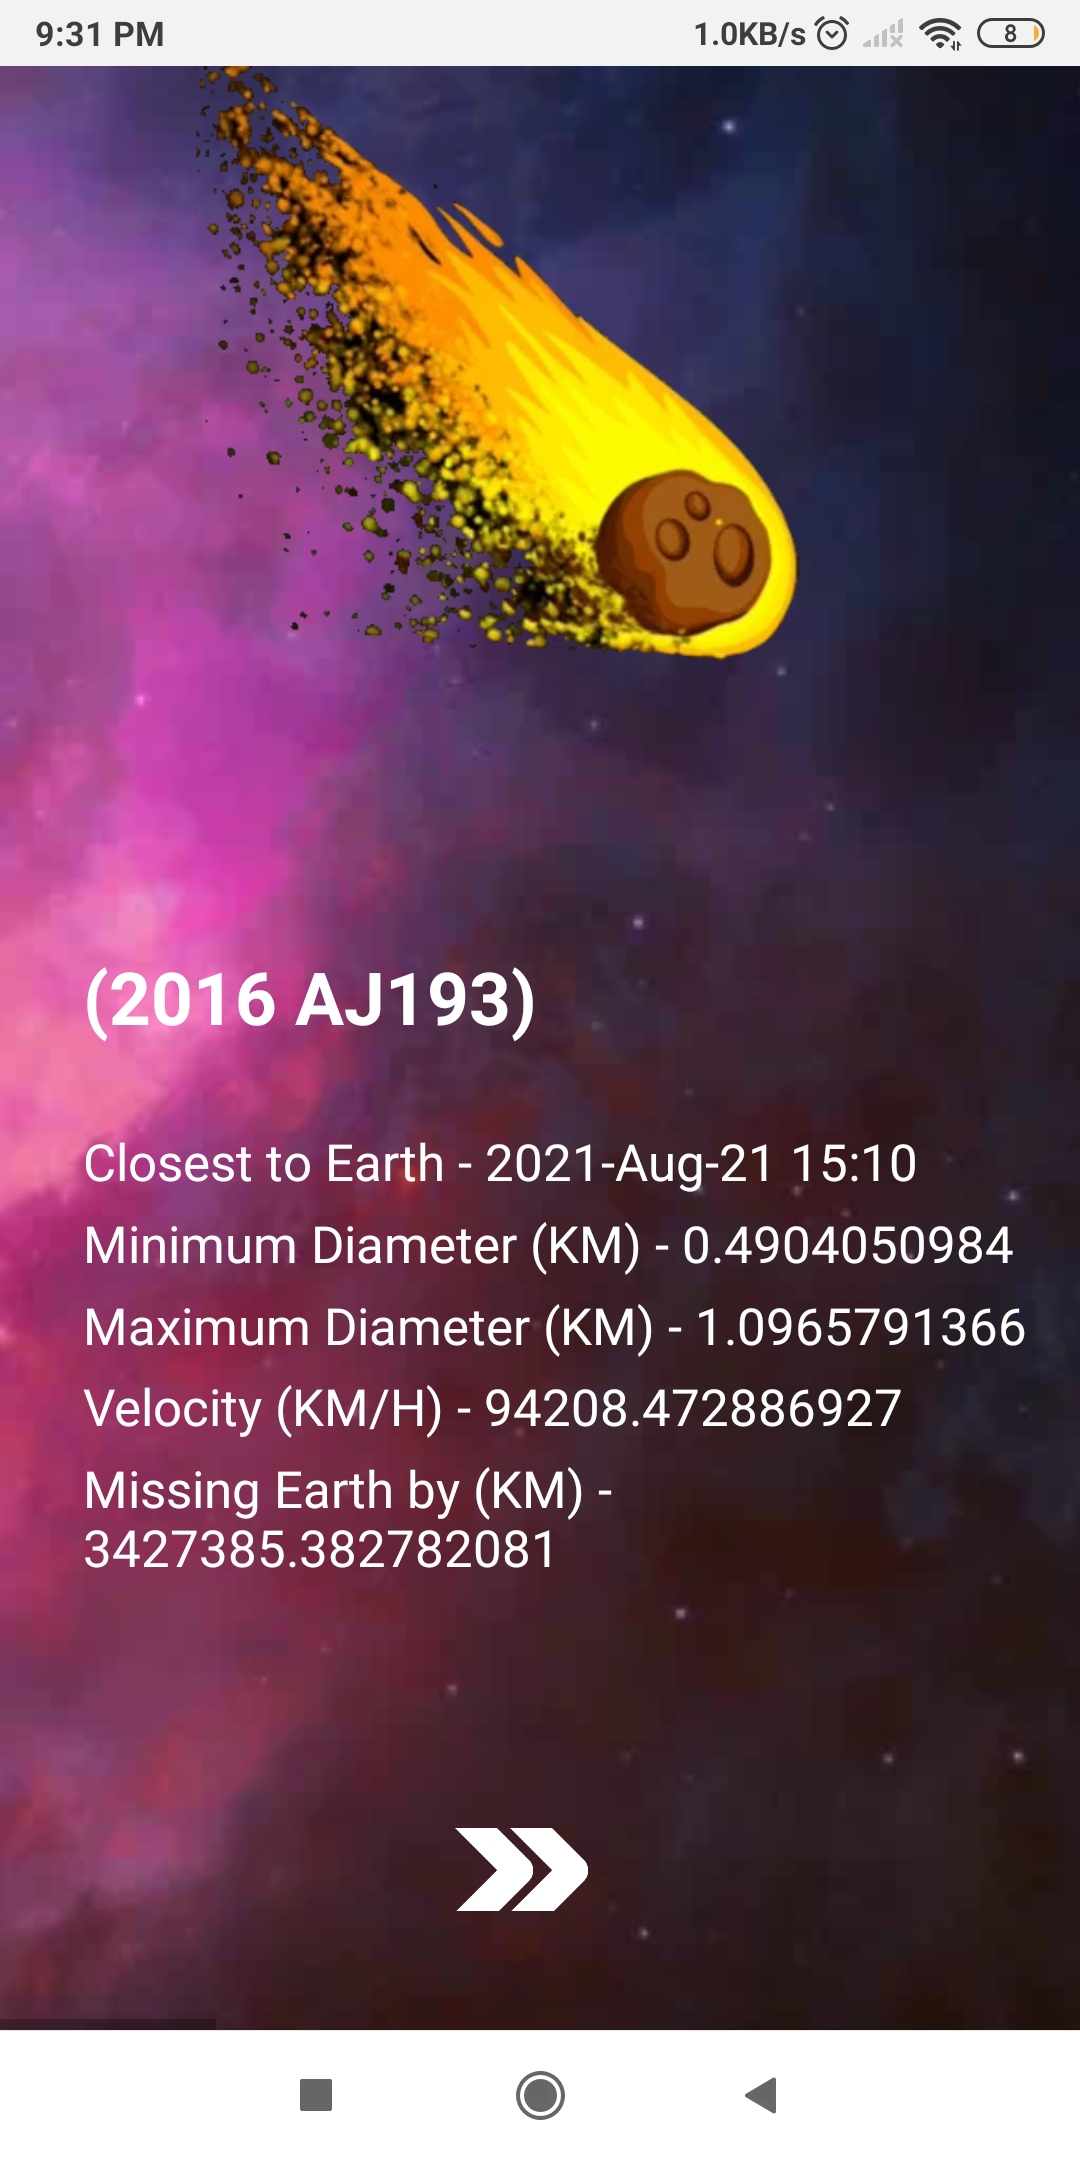 9:31 PM 1.0KB/s 8
(2016 AJ193)
Closest to Earth - 2021-Aug-21 15:10
Minimum Diameter (KM) - 0.4904050984
Maximum Diameter (KM) - 1.0965791366
Velocity (KM/H) - 94208.472886927
Missing Earth by (KM) -
3427385.382782081